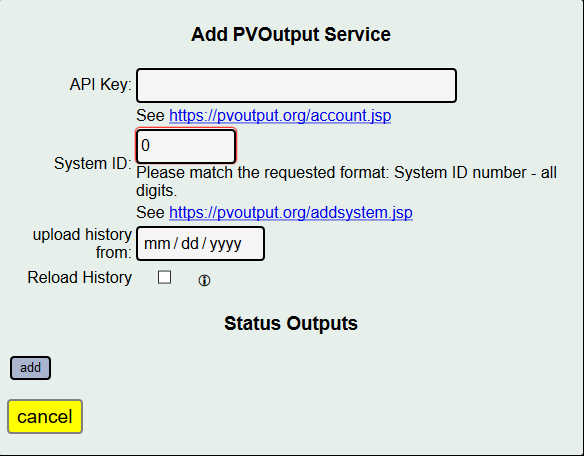 Add PVOutput Service
API Key:
See https://pvoutput.org/account.jsp
System ID: 0
Please match the requested format: System ID number - all
digits.
See https://pvoutput.org/addsystem.jsp
upload history
from: mm/dd/yyyy
Reload History
Status Outputs
add
cancel